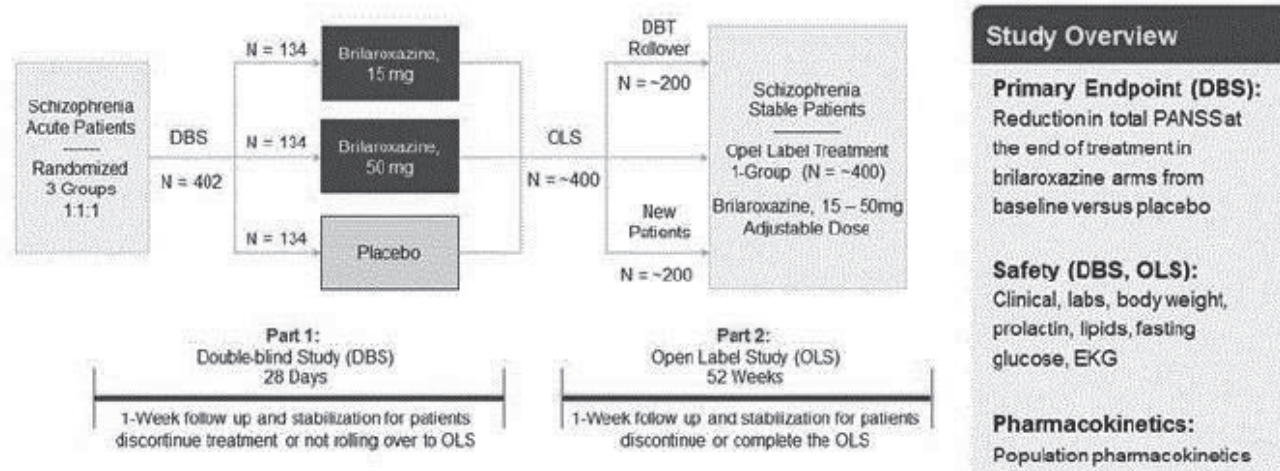 Schizophrenia
Acute Patients
------
Randomized
3 Groups
1:1:1
DBS
N = 402
N = 134
Brilaroxazine,
15 mg
N = 134
Brilaroxazine,
50 mg
N = 134
Placebo
OLS
N = ~400
DBT
Rollover
N = ~200
New
Patients
N = ~200
Schizophrenia
Stable Patients
Opel Label Treatment
1-Group (N = ~400)
Brilaroxazine, 15 – 50mg
Adjustable Dose
Part 1:
Double-blind Study (DBS)
28 Days
1-Week follow up and stabilization for patients
discontinue treatment or not rolling over to OLS
Part 2:
Open Label Study (OLS)
52 Weeks
1-Week follow up and stabilization for patients
discontinue or complete the OLS
Study Overview
Primary Endpoint (DBS):
Reduction in total PANSS at
the end of treatment in
brilaroxazine arms from
baseline versus placebo
Safety (DBS, OLS):
Clinical, labs, body weight,
prolactin, lipids, fasting
glucose, EKG
Pharmacokinetics:
Population pharmacokinetics